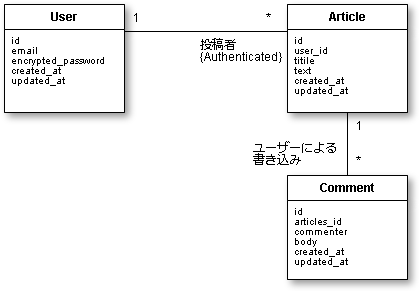 User
id
email
encrypted_password
created_at
updated_at
1
*
投稿者
{Authenticated}
Article
id
user_id
titile
text
created_at
updated_at
1
ユーザーによる
書き込み
*
Comment
id
articles_id
commenter
body
created_at
updated_at